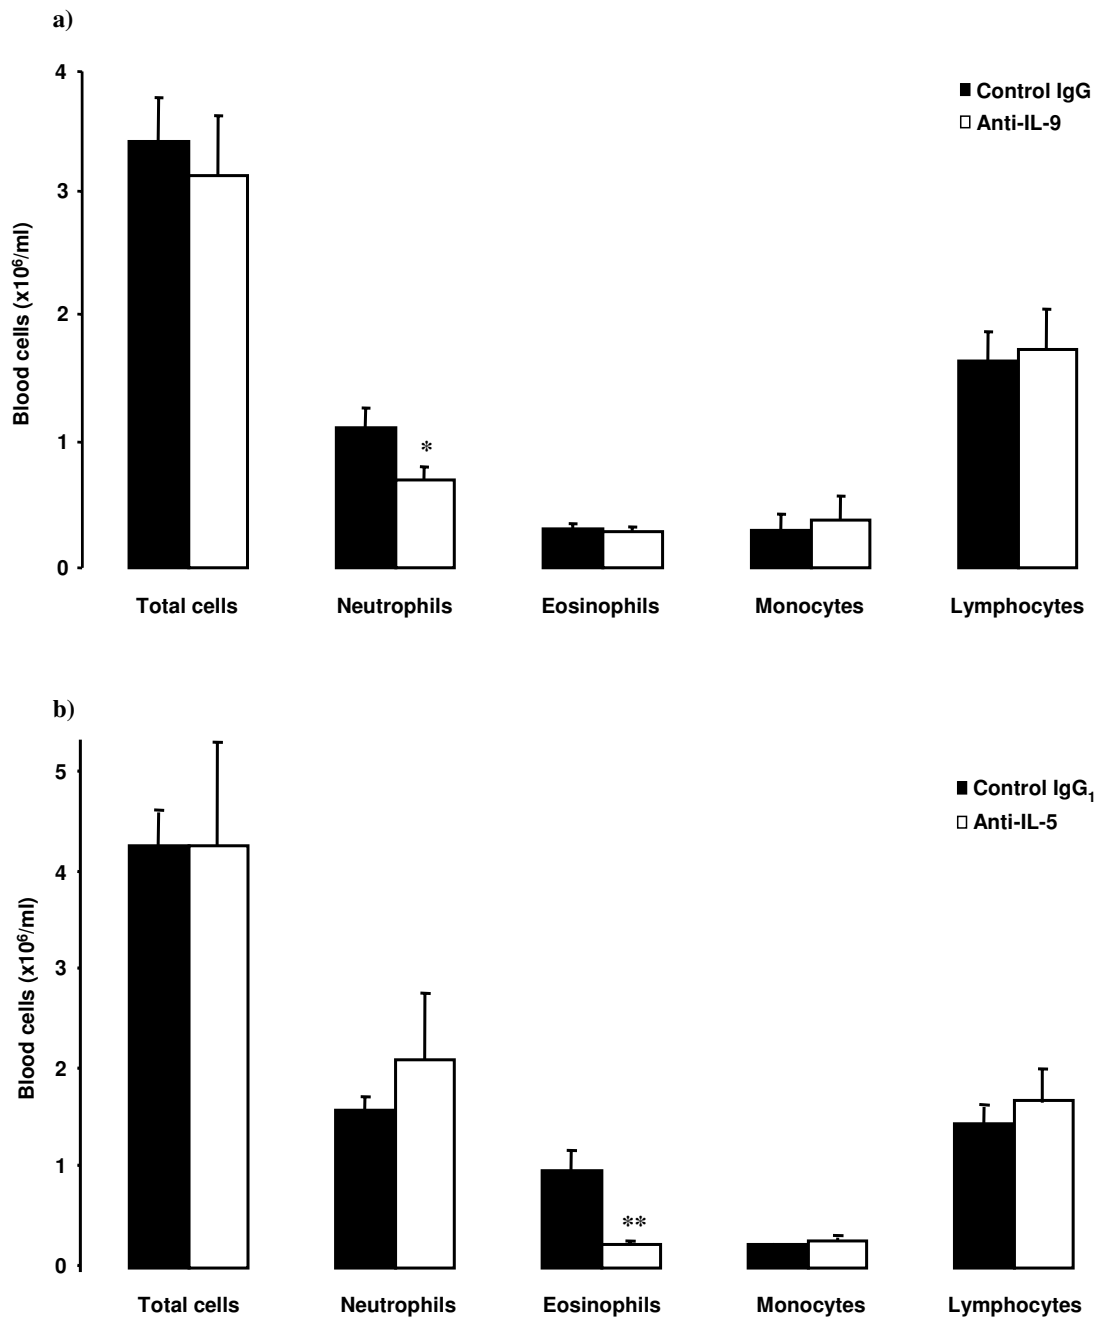 a)
4
3
2
1
0
Blood cells (x10⁶/ml)
Control IgG
Anti-IL-9
*
Total cells Neutrophils Eosinophils Monocytes Lymphocytes
b)
5
4
3
2
1
0
Blood cells (x10⁶/ml)
Control IgG₁
Anti-IL-5
**
Total cells Neutrophils Eosinophils Monocytes Lymphocytes